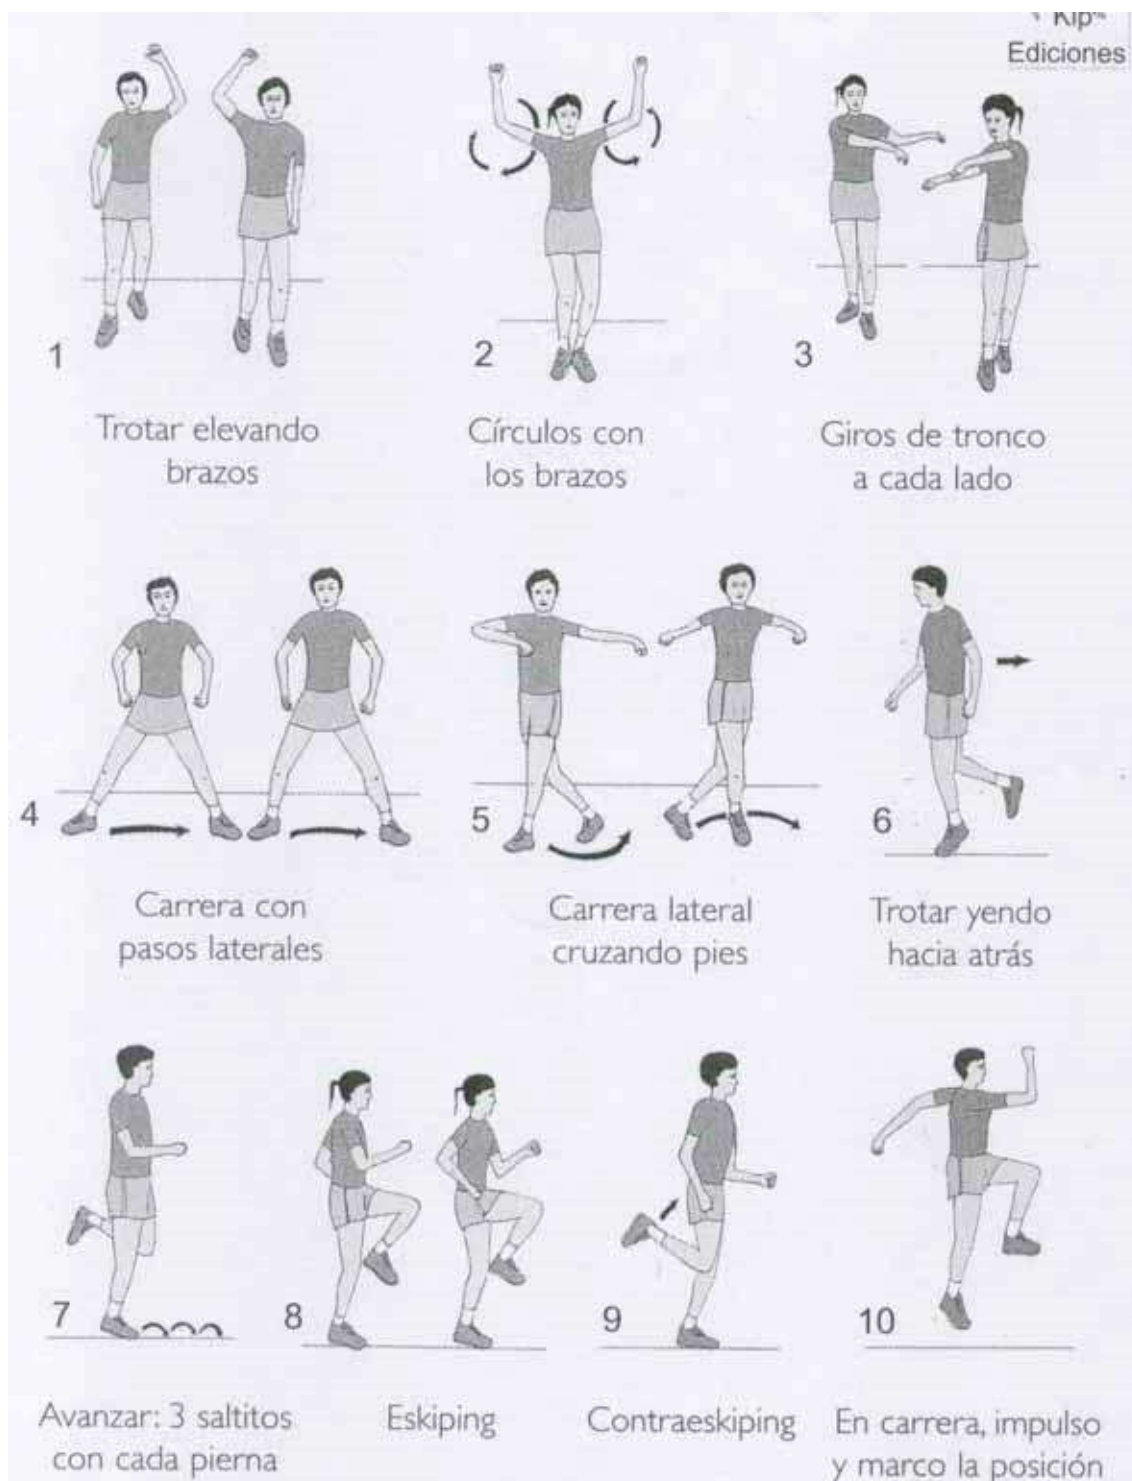 Kip
Ediciones
1
2
3
Trotar elevando
brazos
Círculos con
los brazos
Giros de tronco
a cada lado
4
5
6
Carrera con
pasos laterales
Carrera lateral
cruzando pies
Trotar yendo
hacia atrás
7
8
9
10
Avanzar: 3 saltitos
con cada pierna
Eskiping
Contraeskiping
En carrera, impulso
y marco la posición